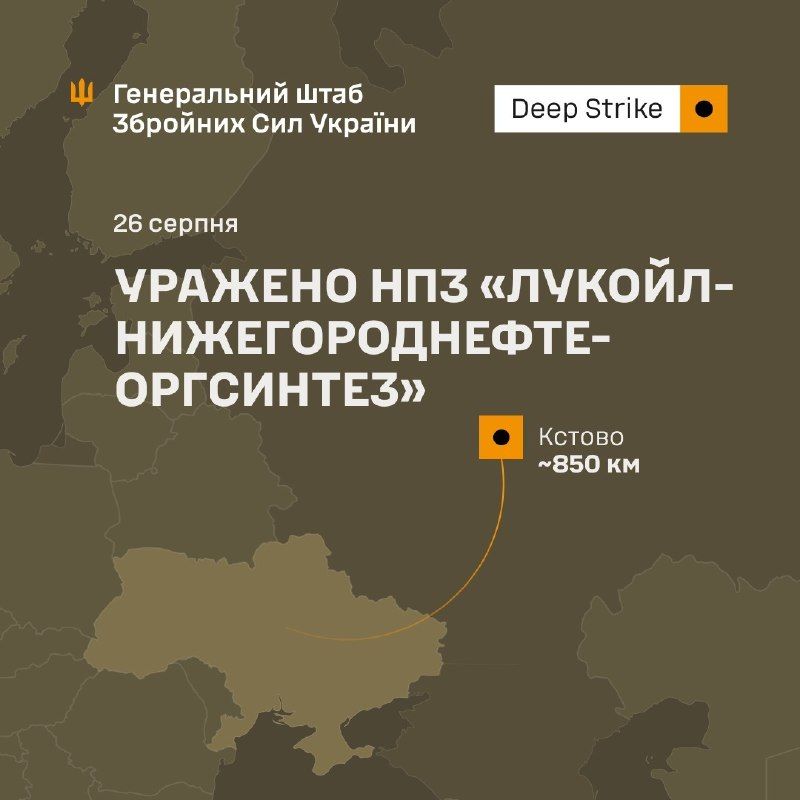 Генеральний Штаб
Збройних Сил України
Deep Strike
26 серпня
УРАЖЕНО НПЗ «ЛУКОЙЛ-
НИЖЕГОРОДНЕФТЕ-
ОРГСИНТЕЗ»
Кстово
~850 км